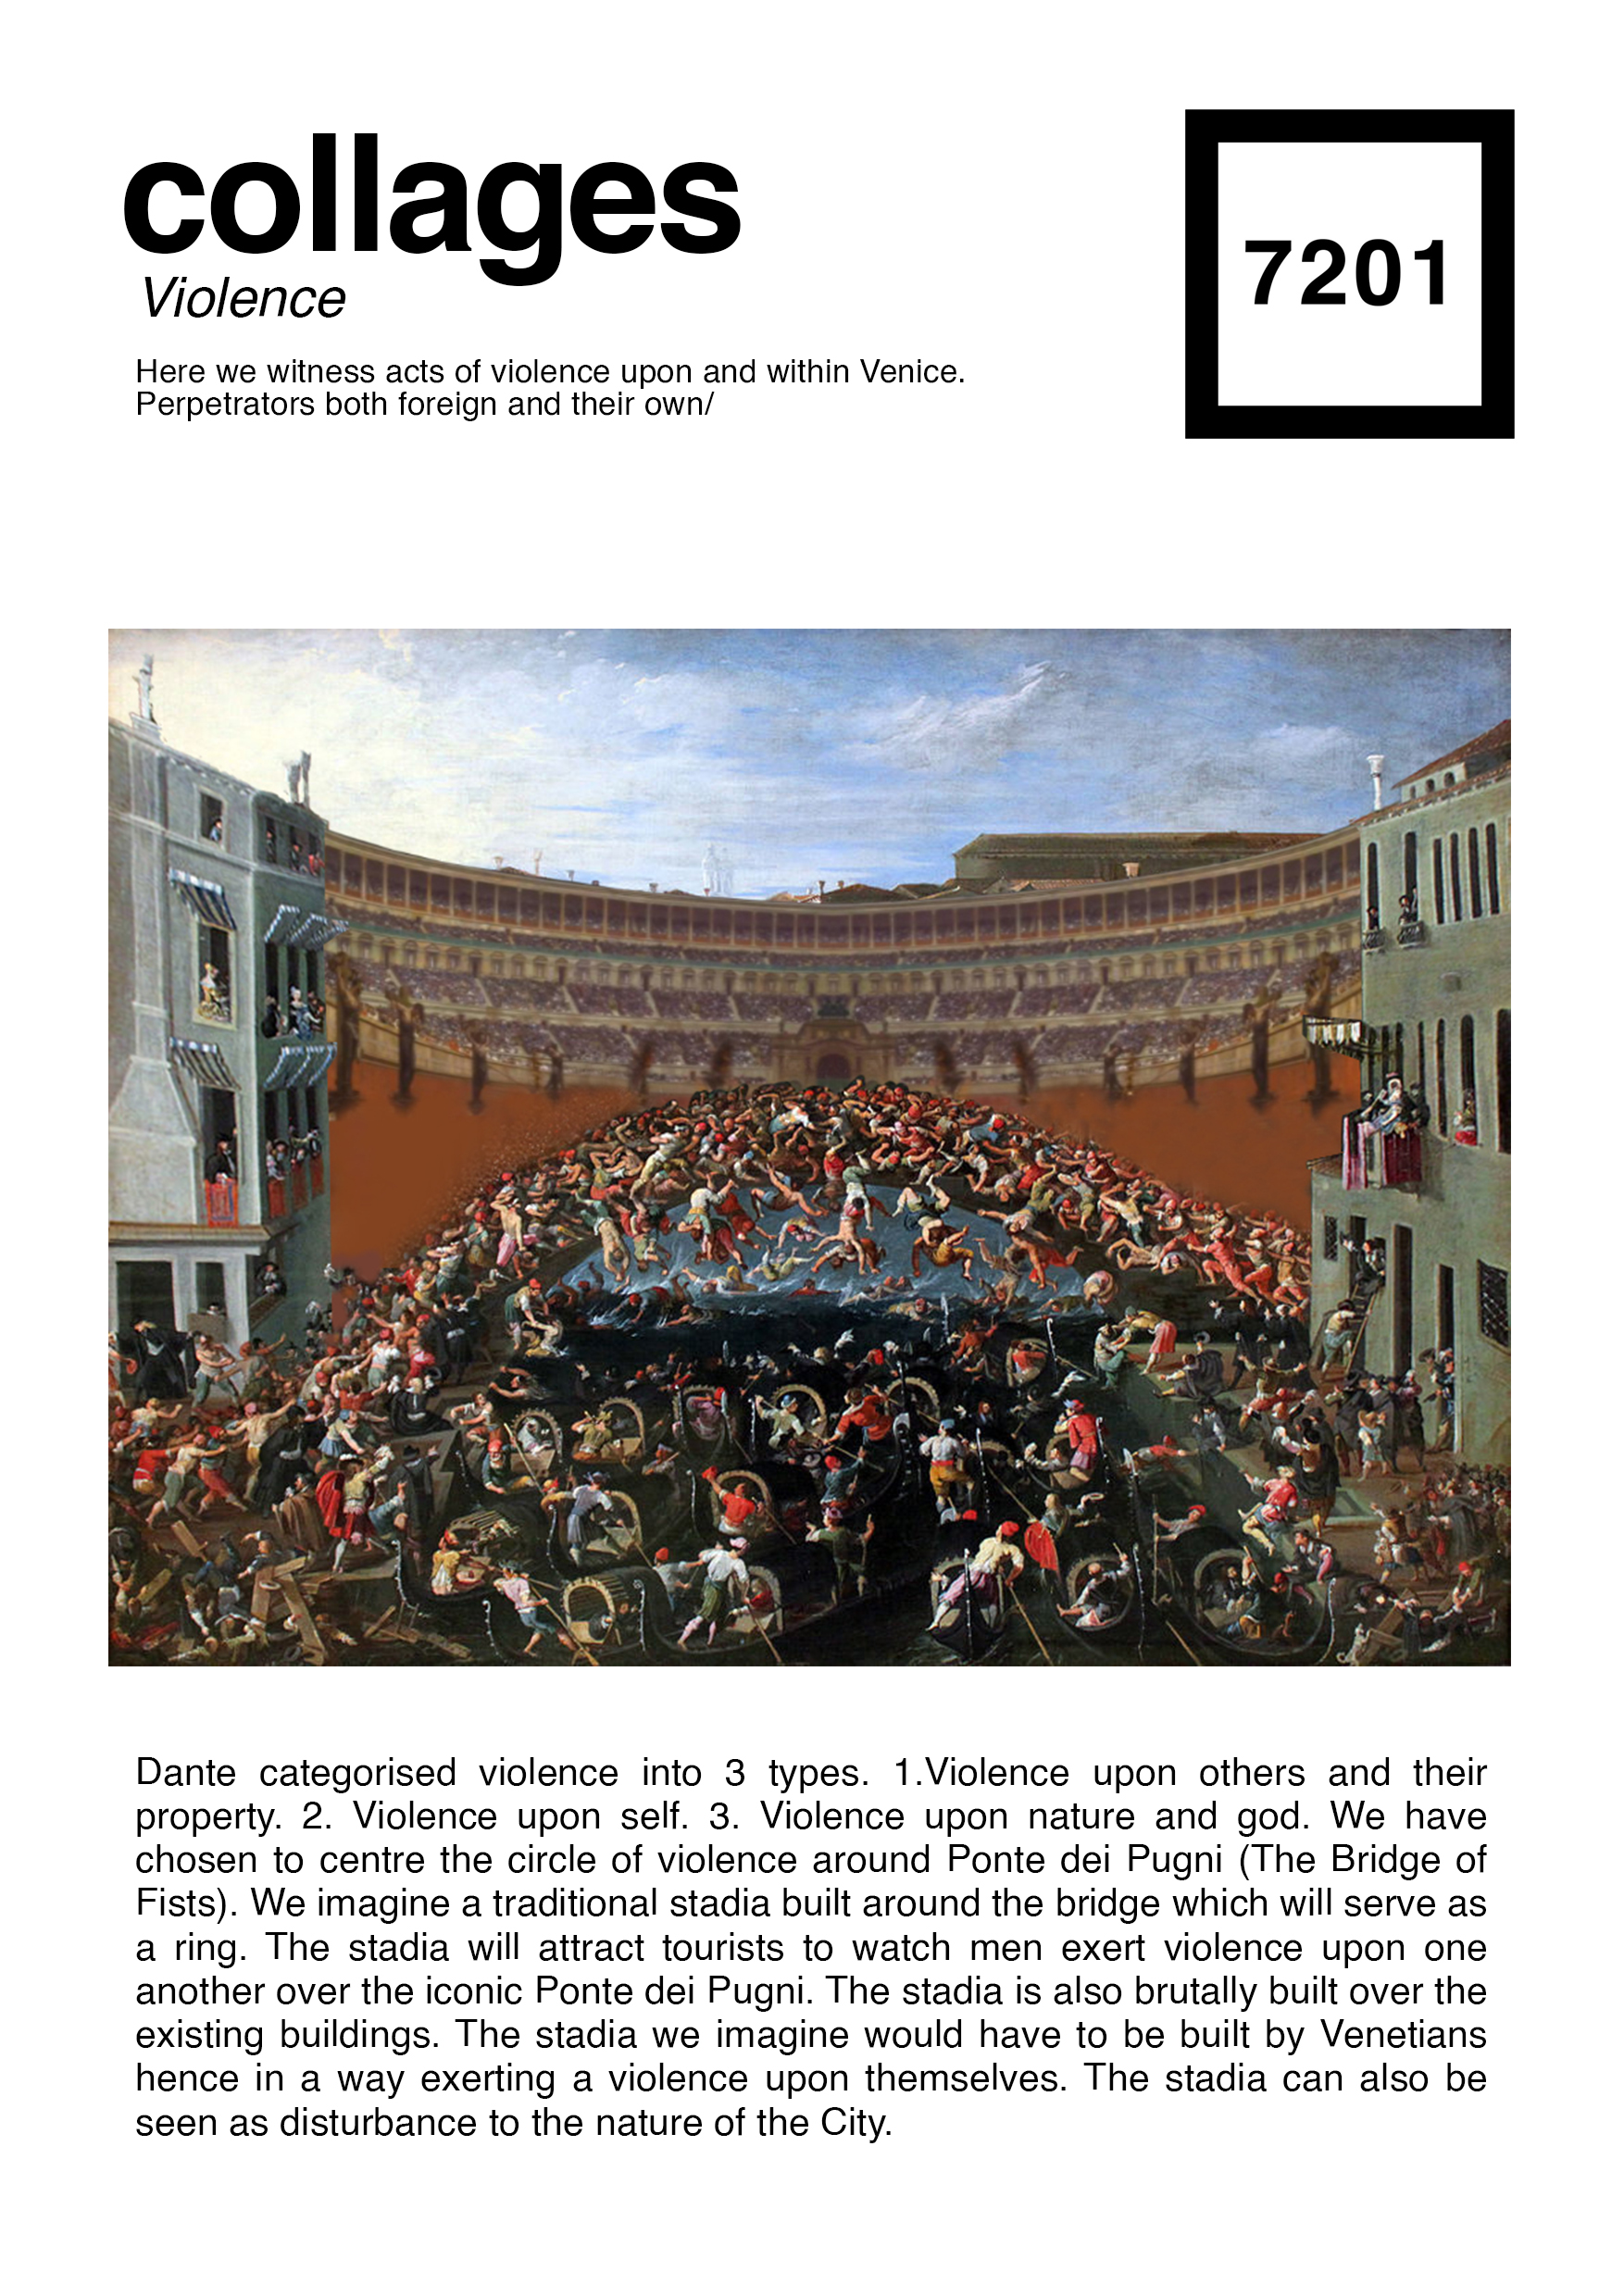 collages
Violence
Here we witness acts of violence upon and within Venice.
Perpetrators both foreign and their own/
7201
Dante categorised violence into 3 types. 1.Violence upon others and their
property. 2. Violence upon self. 3. Violence upon nature and god. We have
chosen to centre the circle of violence around Ponte dei Pugni (The Bridge of
Fists). We imagine a traditional stadia built around the bridge which will serve as
a ring. The stadia will attract tourists to watch men exert violence upon one
another over the iconic Ponte dei Pugni. The stadia is also brutally built over the
existing buildings. The stadia we imagine would have to be built by Venetians
hence in a way exerting a violence upon themselves. The stadia can also be
seen as disturbance to the nature of the City.